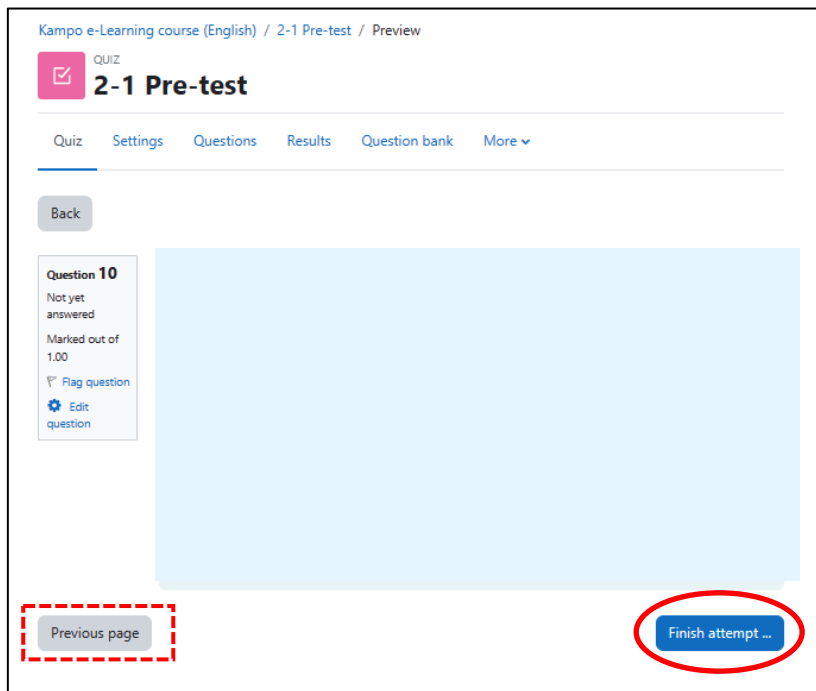 Kampo e-Learning course (English) / 2-1 Pre-test / Preview
QUIZ
2-1 Pre-test
Quiz Settings Questions Results Question bank More
Back
Question 10
Not yet
answered
Marked out of
1.00
Flag question
Edit
question
Previous page
Finish attempt ...